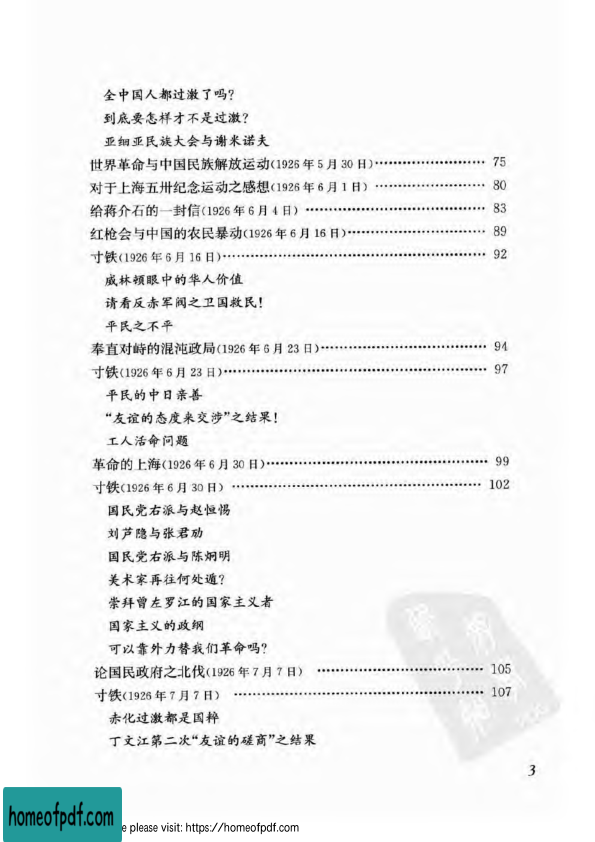 全中国人都过激了吗?
到底要怎样才不是过激?
亚细亚民族大会与谢米诺夫
世界革命与中国民族解放运动(1926年5月30日)…………………… 75
对于上海五卅纪念运动之感想(1926年6月1日) …………………… 80
给蒋介石的一封信(1926年6月4日) ………………………………… 83
红枪会与中国的农民暴动(1926年6月16日)………………………… 89
寸铁(1926年6月16日)………………………………………………… 92
威林顿眼中的华人价值
请看反赤军阀之卫国救民!
平民之不平
奉直对峙的混沌政局(1926年6月23日)……………………………… 94
寸铁(1926年6月23日)………………………………………………… 97
平民的中日亲善
“友谊的态度来交涉”之结果!
工人活命问题
革命的上海(1926年6月30日)………………………………………… 99
寸铁(1926年6月30日) ……………………………………………… 102
国民党右派与赵恒惕
刘芦隐与张君劢
国民党右派与陈炯明
美术家再往何处遁?
崇拜曾左罗江的国家主义者
国家主义的政纲
可以靠外力替我们革命吗?
论国民政府之北伐(1926年7月7日) ……………………………… 105
寸铁(1926年7月7日) ……………………………………………… 107
赤化过激都是国粹
丁文江第二次“友谊的磋商”之结果
3
homeofpdf.com
e please visit: https://homeofpdf.com